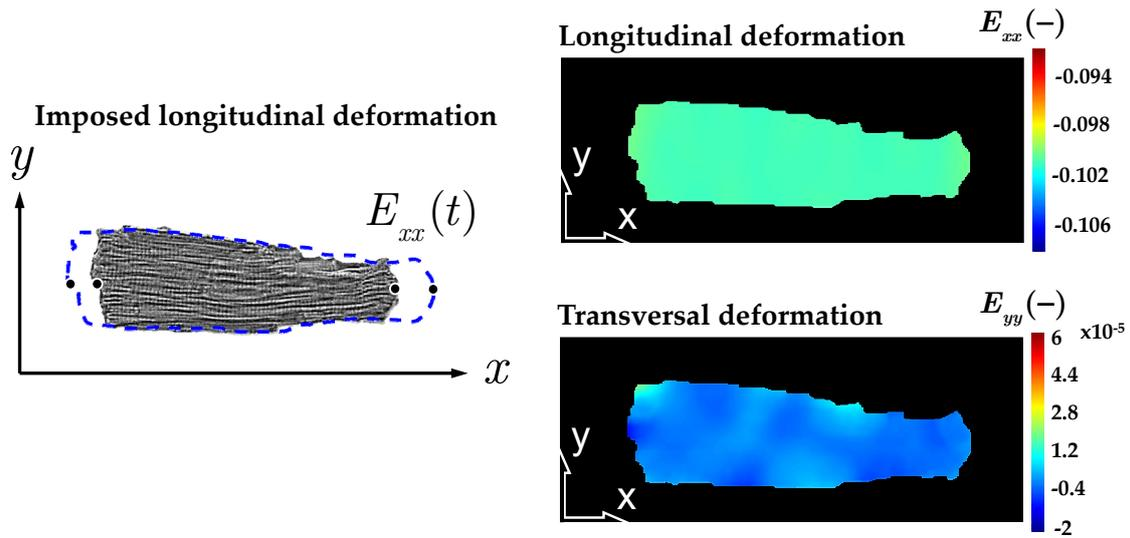 Imposed longitudinal deformation
y
E_xx(t)
x
Longitudinal deformation
E_xx(–)
-0.094
-0.098
-0.102
-0.106
y
x
Transversal deformation
E_yy(–)
x10⁻⁵
6
4.4
2.8
1.2
-0.4
-2
y
x